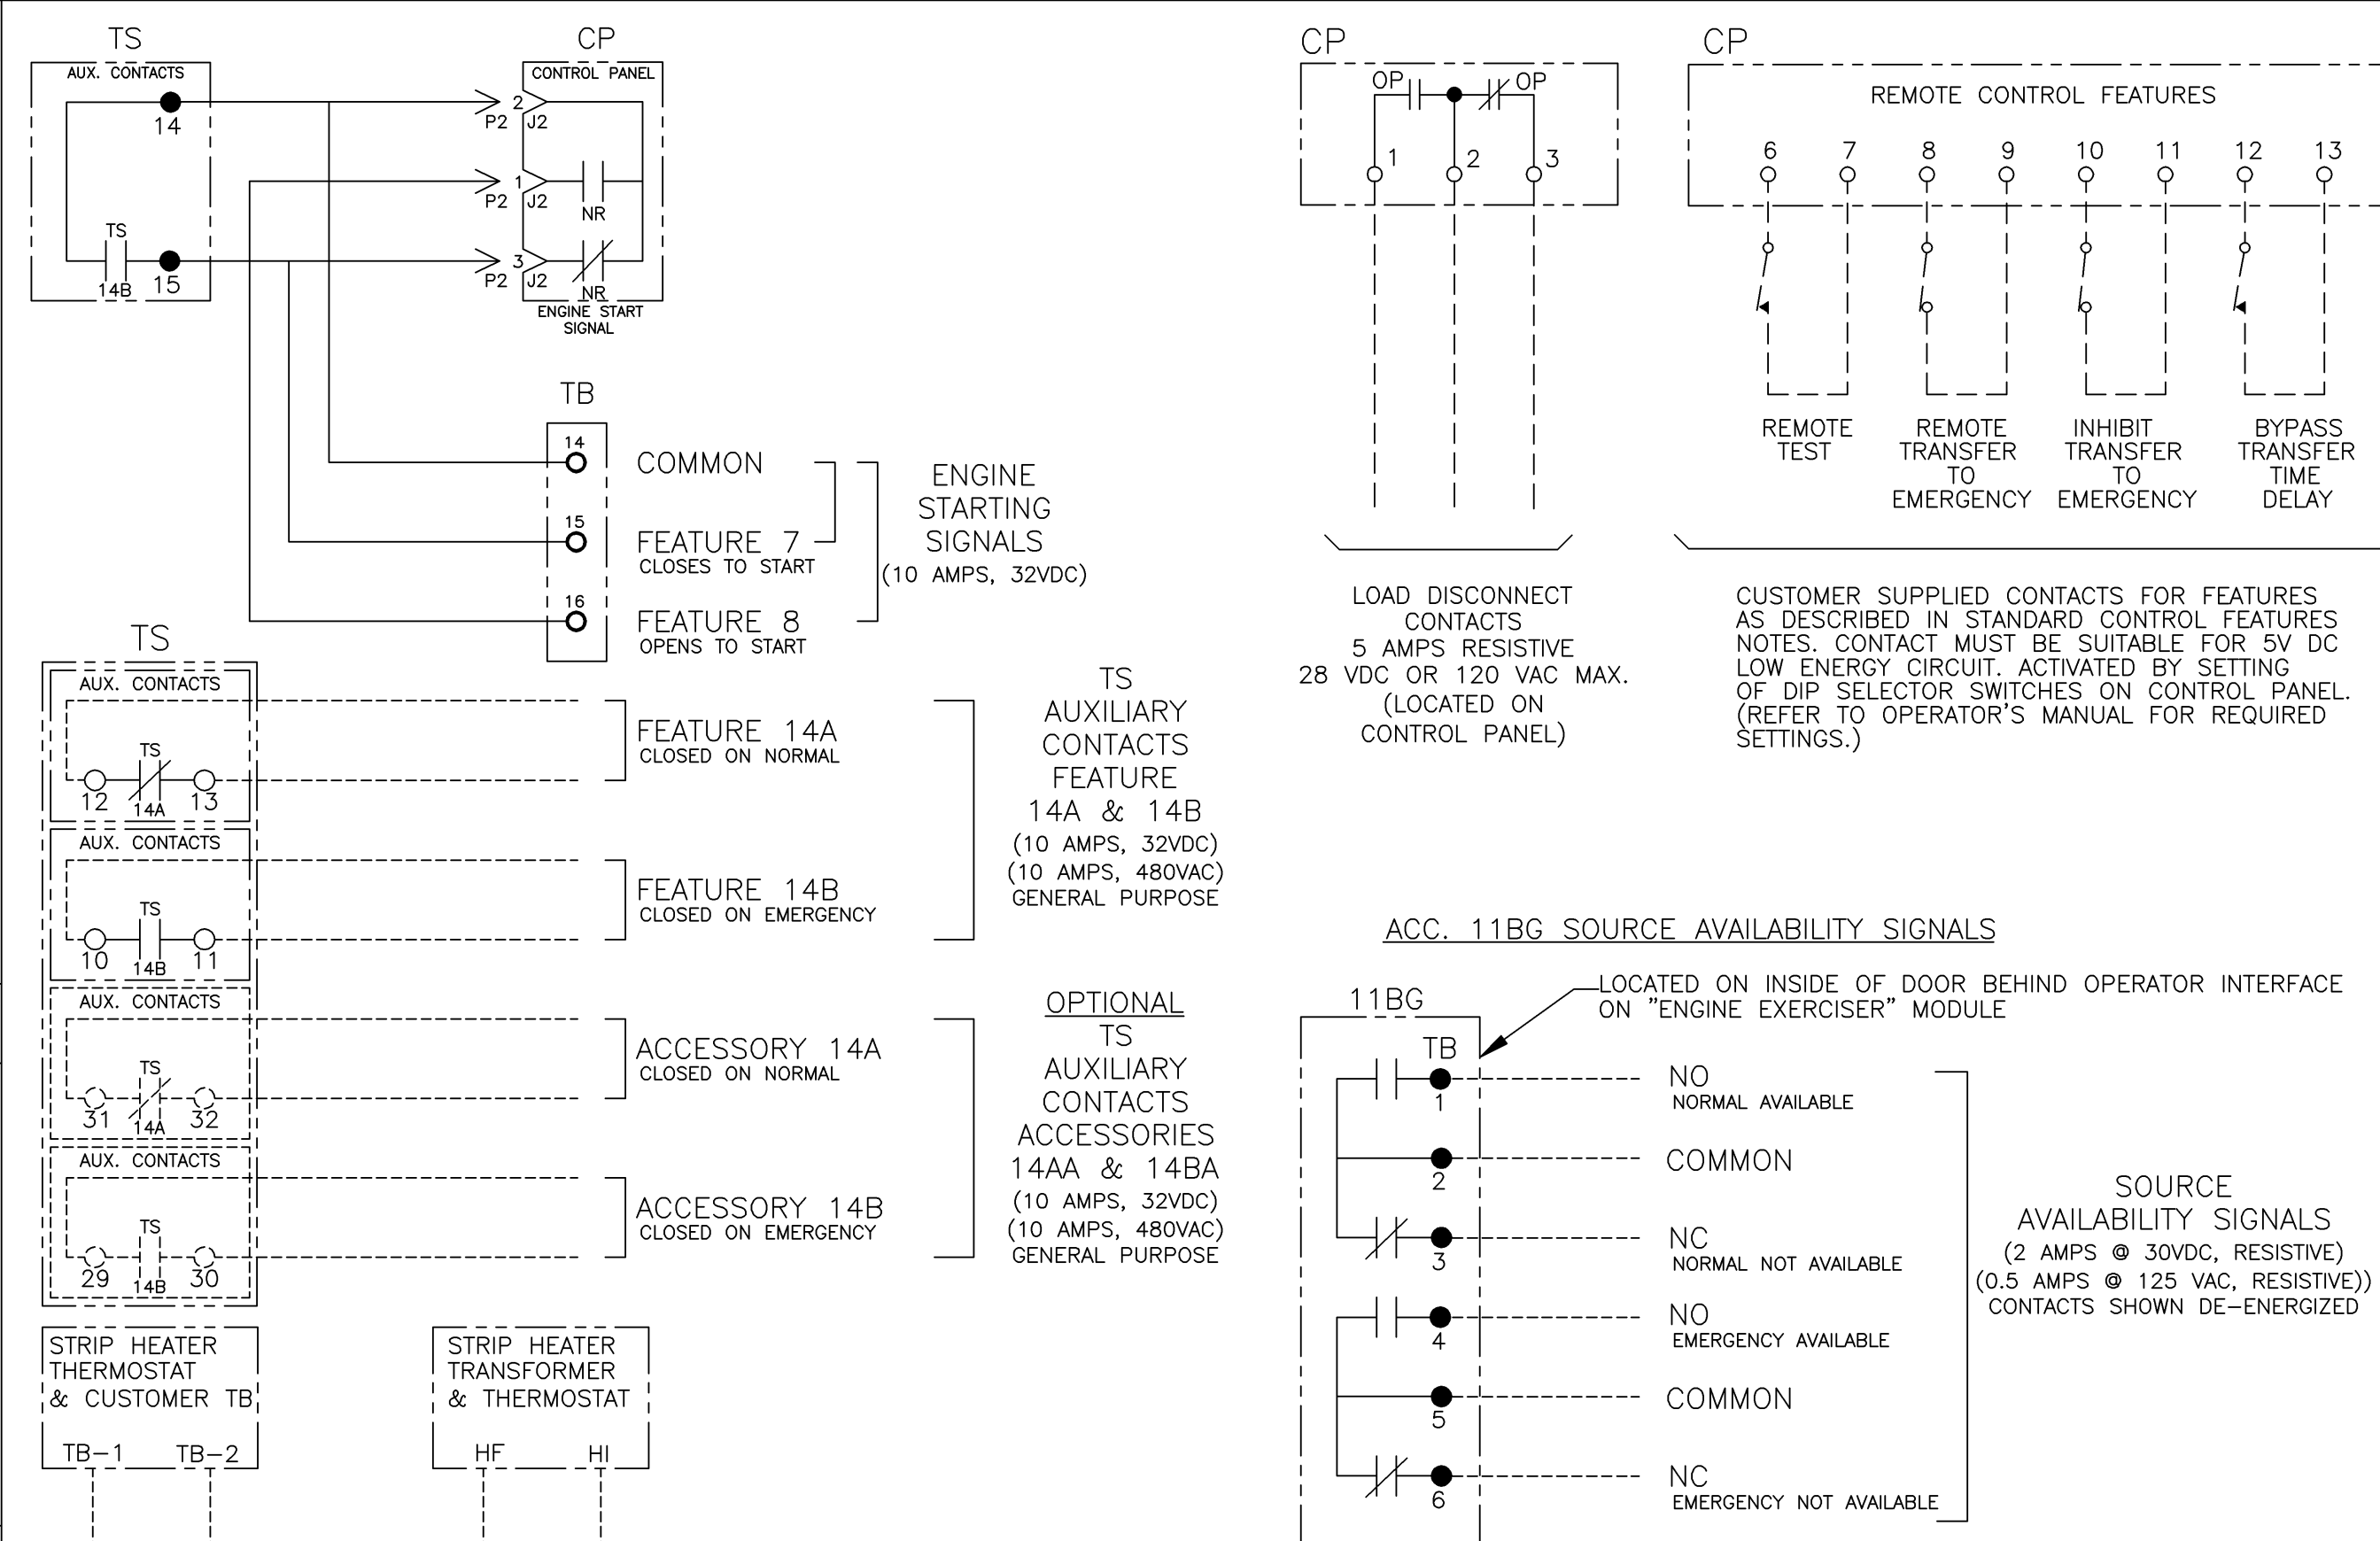 TS
AUX. CONTACTS
14
TS
14B
15
CP
CONTROL PANEL
2
P2 J2
1
P2 J2
NR
3
P2 J2
NR
ENGINE START
SIGNAL
TB
14
COMMON
15
FEATURE 7
CLOSES TO START
16
FEATURE 8
OPENS TO START
ENGINE
STARTING
SIGNALS
(10 AMPS, 32VDC)
TS
AUX. CONTACTS
TS
12 14A 13
FEATURE 14A
CLOSED ON NORMAL
AUX. CONTACTS
TS
10 14B 11
FEATURE 14B
CLOSED ON EMERGENCY
TS
AUXILIARY
CONTACTS
FEATURE
14A & 14B
(10 AMPS, 32VDC)
(10 AMPS, 480VAC)
GENERAL PURPOSE
AUX. CONTACTS
TS
31 14A 32
ACCESSORY 14A
CLOSED ON NORMAL
AUX. CONTACTS
TS
29 14B 30
ACCESSORY 14B
CLOSED ON EMERGENCY
OPTIONAL
TS
AUXILIARY
CONTACTS
ACCESSORIES
14AA & 14BA
(10 AMPS, 32VDC)
(10 AMPS, 480VAC)
GENERAL PURPOSE
STRIP HEATER
THERMOSTAT
& CUSTOMER TB
TB-1 TB-2
STRIP HEATER
TRANSFORMER
& THERMOSTAT
HF HI
CP
OP OP
1 2 3
LOAD DISCONNECT
CONTACTS
5 AMPS RESISTIVE
28 VDC OR 120 VAC MAX.
(LOCATED ON
CONTROL PANEL)
CP
REMOTE CONTROL FEATURES
6 7 8 9 10 11 12 13
REMOTE
TEST
REMOTE
TRANSFER
TO
EMERGENCY
INHIBIT
TRANSFER
TO
EMERGENCY
BYPASS
TRANSFER
TIME
DELAY
CUSTOMER SUPPLIED CONTACTS FOR FEATURES
AS DESCRIBED IN STANDARD CONTROL FEATURES
NOTES. CONTACT MUST BE SUITABLE FOR 5V DC
LOW ENERGY CIRCUIT. ACTIVATED BY SETTING
OF DIP SELECTOR SWITCHES ON CONTROL PANEL.
(REFER TO OPERATOR'S MANUAL FOR REQUIRED
SETTINGS.)
ACC. 11BG SOURCE AVAILABILITY SIGNALS
LOCATED ON INSIDE OF DOOR BEHIND OPERATOR INTERFACE
ON "ENGINE EXERCISER" MODULE
11BG
TB
1
NO
NORMAL AVAILABLE
2
COMMON
3
NC
NORMAL NOT AVAILABLE
4
NO
EMERGENCY AVAILABLE
5
COMMON
6
NC
EMERGENCY NOT AVAILABLE
SOURCE
AVAILABILITY SIGNALS
(2 AMPS @ 30VDC, RESISTIVE)
(0.5 AMPS @ 125 VAC, RESISTIVE))
CONTACTS SHOWN DE-ENERGIZED